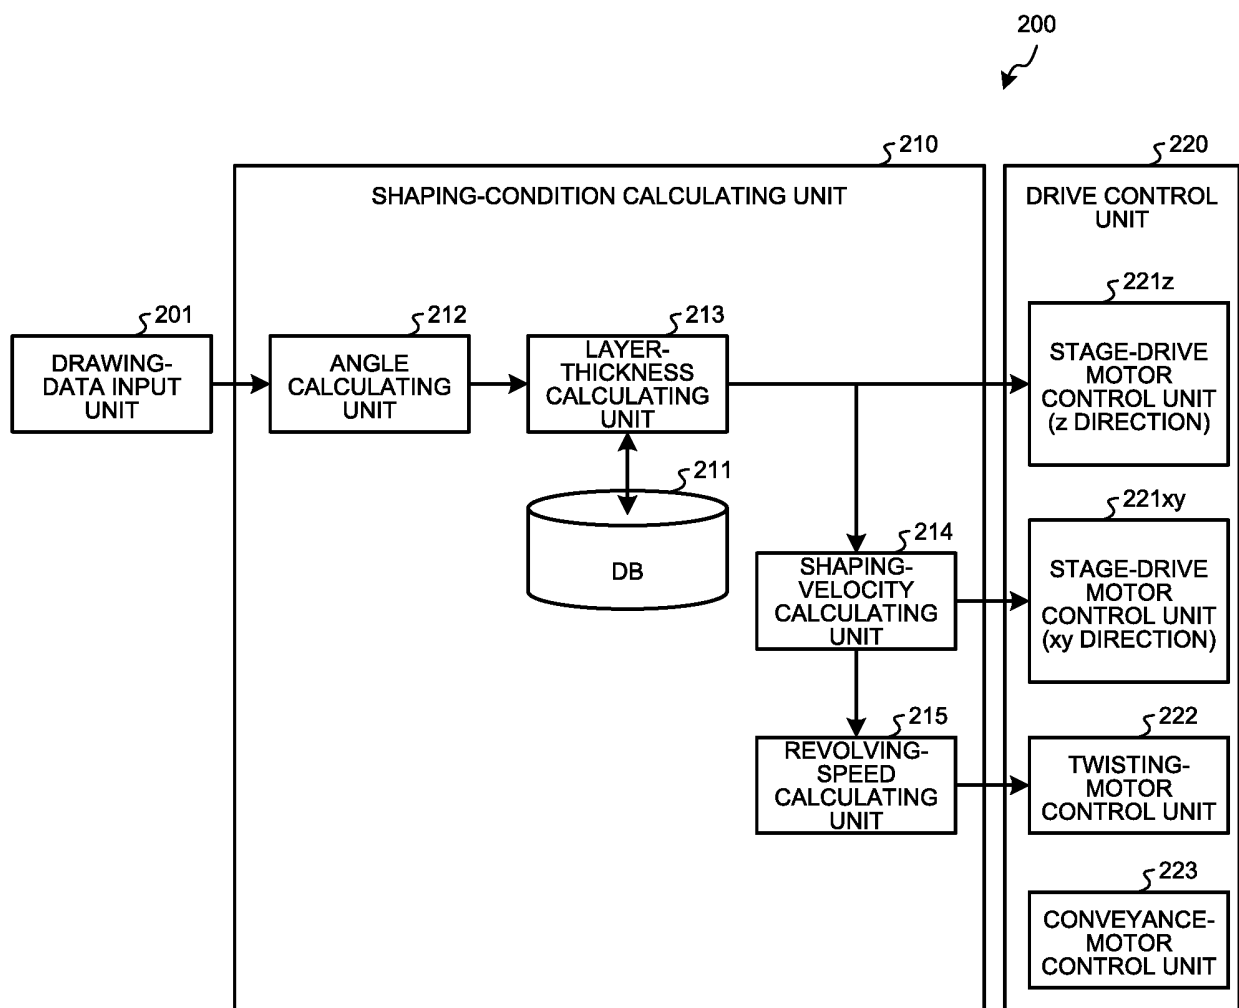 200
210
220
SHAPING-CONDITION CALCULATING UNIT
DRIVE CONTROL
UNIT
201
DRAWING-
DATA INPUT
UNIT
212
ANGLE
CALCULATING
UNIT
213
LAYER-
THICKNESS
CALCULATING
UNIT
221z
STAGE-DRIVE
MOTOR
CONTROL UNIT
(z DIRECTION)
211
DB
214
SHAPING-
VELOCITY
CALCULATING
UNIT
221xy
STAGE-DRIVE
MOTOR
CONTROL UNIT
(xy DIRECTION)
215
REVOLVING-
SPEED
CALCULATING
UNIT
222
TWISTING-
MOTOR
CONTROL UNIT
223
CONVEYANCE-
MOTOR
CONTROL UNIT